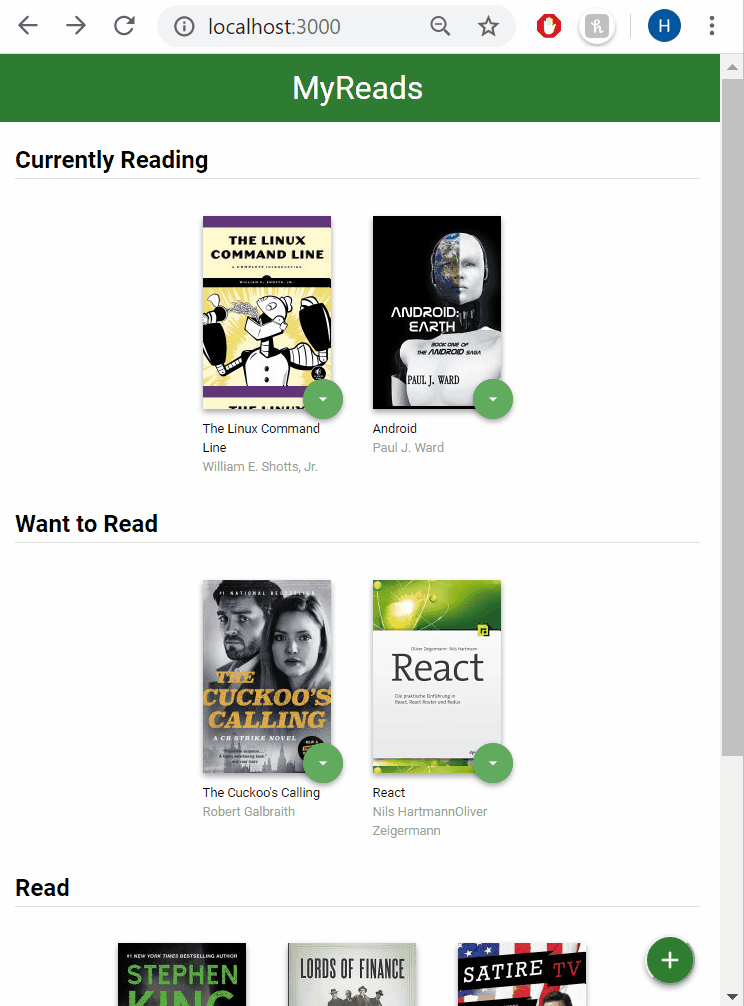 localhost:3000
H
MyReads
Currently Reading
THE LINUX
COMMAND LINE
A COMPLETE INTRODUCTION
WILLIAM E. SHOTTS, JR.
THE LINUX
The Linux Command
Line
William E. Shotts, Jr.
ANDROID:
EARTH
BOOK ONE OF
THE ANDROID SAGA
PAUL J. WARD
Android
Paul J. Ward
Want to Read
#1 NATIONAL BESTSELLER
THE
CUCKOO'S
CALLING
A CB STRIKE NOVEL
The Cuckoo's Calling
Robert Galbraith
Oliver Zeigermann · Nils Hartmann
React
Die praktische Einführung in
React, React Router und Redux
React
Nils HartmannOliver
Zeigermann
Read
#1 NEW YORK TIMES BESTSELLING AUTHOR
STEPHEN
KING
LORDS OF FINANCE
SATIRE TV